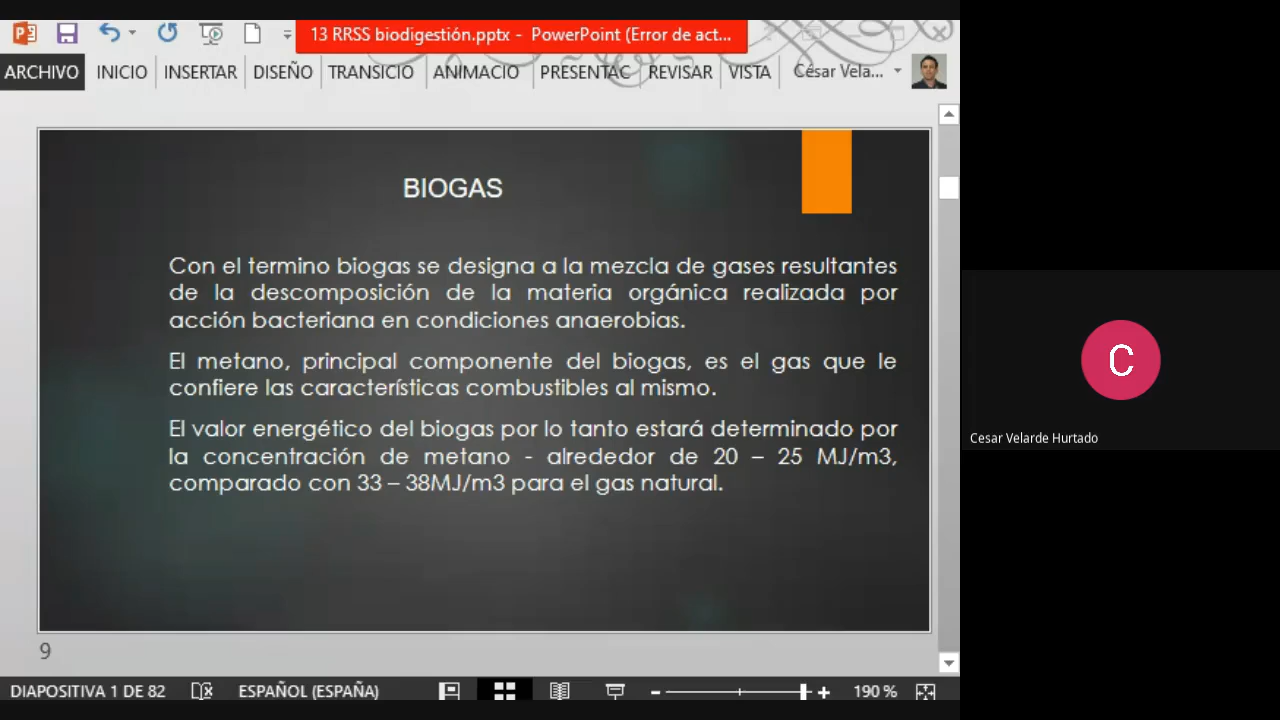 13 RRSS biodigestión.pptx - PowerPoint (Error de act...
ARCHIVO INICIO INSERTAR DISEÑO TRANSICIO ANIMACIO PRESENTAC REVISAR VISTA César Vela...
BIOGAS
Con el termino biogas se designa a la mezcla de gases resultantes
de la descomposición de la materia orgánica realizada por
acción bacteriana en condiciones anaerobias.
El metano, principal componente del biogas, es el gas que le
confiere las características combustibles al mismo.
El valor energético del biogas por lo tanto estará determinado por
la concentración de metano - alrededor de 20 – 25 MJ/m3,
comparado con 33 – 38MJ/m3 para el gas natural.
C
Cesar Velarde Hurtado
9
DIAPOSITIVA 1 DE 82 ESPAÑOL (ESPAÑA) 190 %